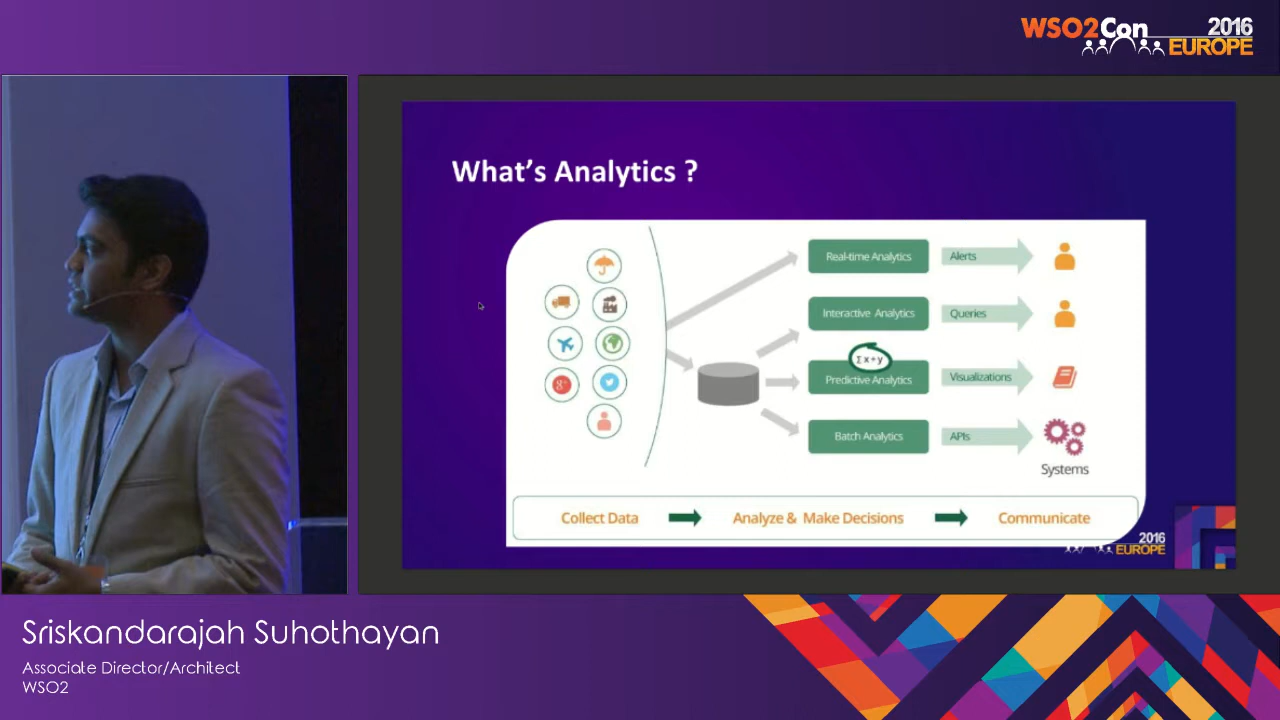 WSO2Con 2016
EUROPE
What's Analytics ?
Real-time Analytics
Alerts
Interactive Analytics
Queries
Σx+y
Predictive Analytics
Visualizations
Batch Analytics
APIs
Systems
g+
Collect Data
Analyze & Make Decisions
Communicate
2016
EUROPE
Sriskandarajah Suhothayan
Associate Director/Architect
WSO2